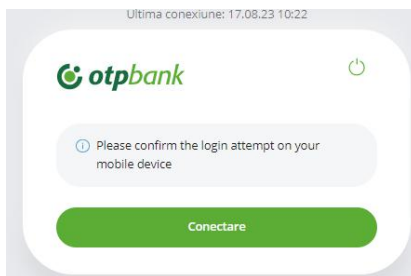 Ultima conexiune: 17.08.23 10:22
otpbank
Please confirm the login attempt on your
mobile device
Conectare